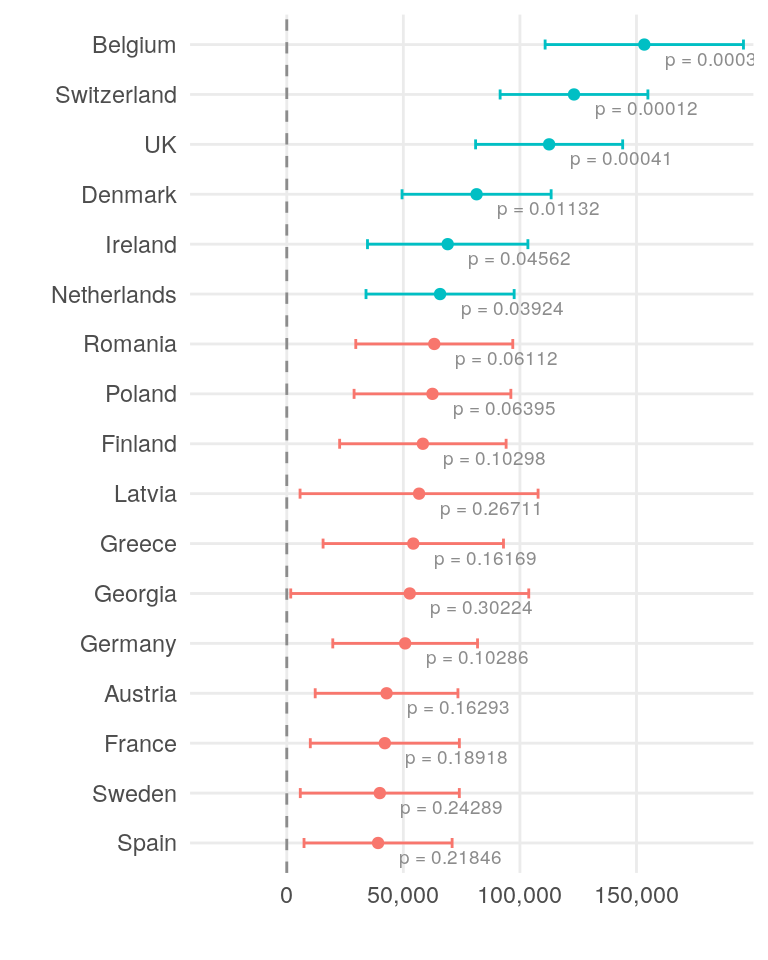 Belgium
p = 0.0003
Switzerland
p = 0.00012
UK
p = 0.00041
Denmark
p = 0.01132
Ireland
p = 0.04562
Netherlands
p = 0.03924
Romania
p = 0.06112
Poland
p = 0.06395
Finland
p = 0.10298
Latvia
p = 0.26711
Greece
p = 0.16169
Georgia
p = 0.30224
Germany
p = 0.10286
Austria
p = 0.16293
France
p = 0.18918
Sweden
p = 0.24289
Spain
p = 0.21846
0 50,000 100,000 150,000